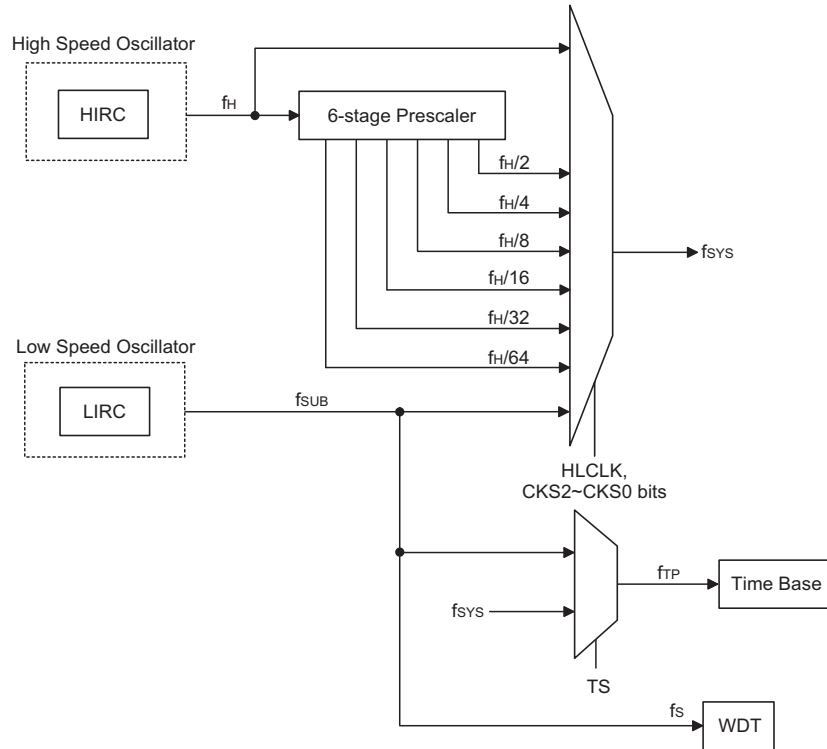 High Speed Oscillator
HIRC
fH
6-stage Prescaler
fH/2
fH/4
fH/8
fH/16
fH/32
fH/64
fSYS
Low Speed Oscillator
LIRC
fSUB
HLCLK,
CKS2~CKS0 bits
fTP
Time Base
fSYS
TS
fS
WDT